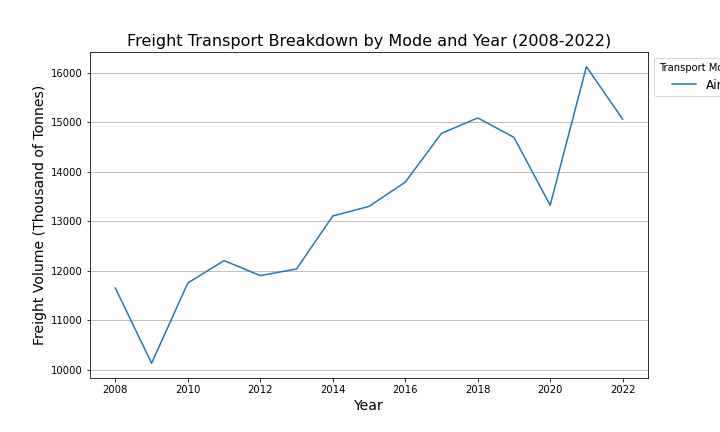 Freight Transport Breakdown by Mode and Year (2008-2022)
Transport Mo
Air
16000
15000
14000
13000
12000
11000
10000
Freight Volume (Thousand of Tonnes)
2008 2010 2012 2014 2016 2018 2020 2022
Year